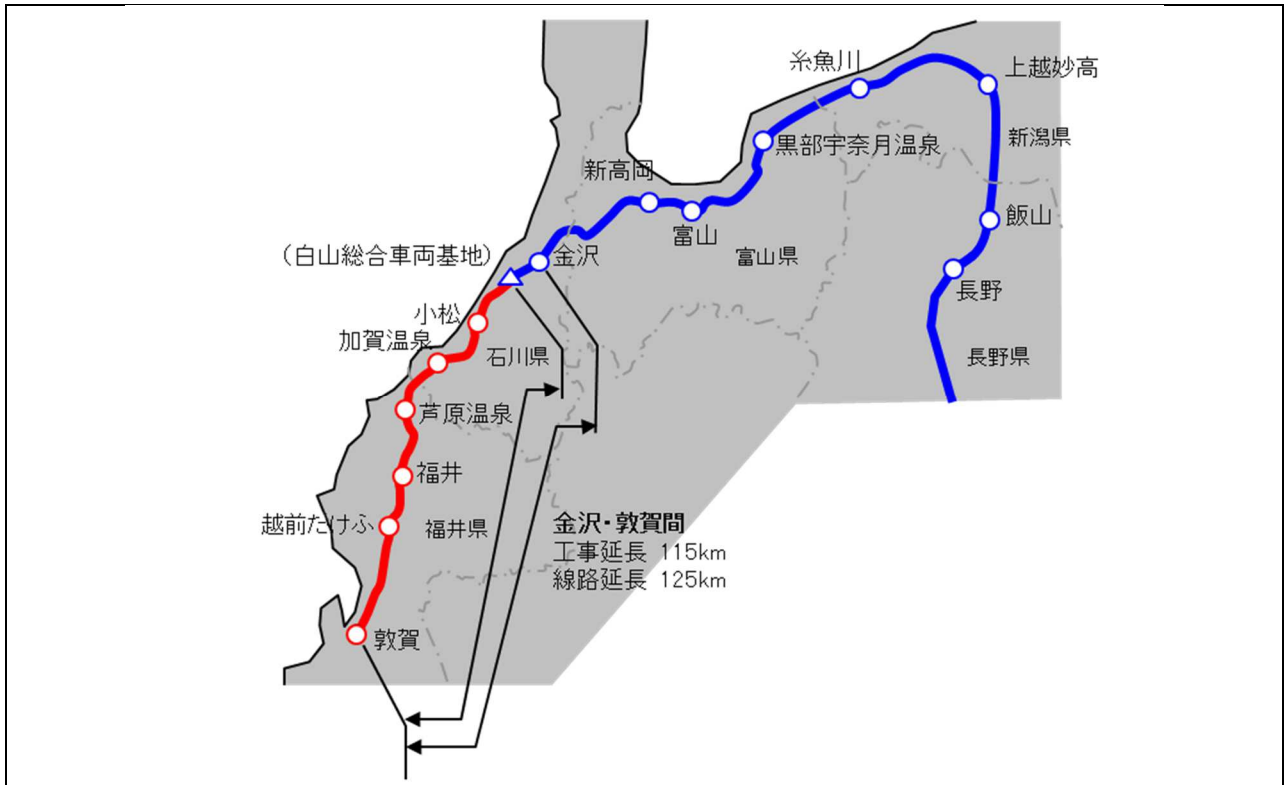 糸魚川
上越妙高
新潟県
黒部宇奈月温泉
新高岡
飯山
富山
富山県
(白山総合車両基地)
金沢
長野
小松
加賀温泉
石川県
長野県
芦原温泉
福井
越前たけふ
福井県
金沢・敦賀間
工事延長 115km
線路延長 125km
敦賀